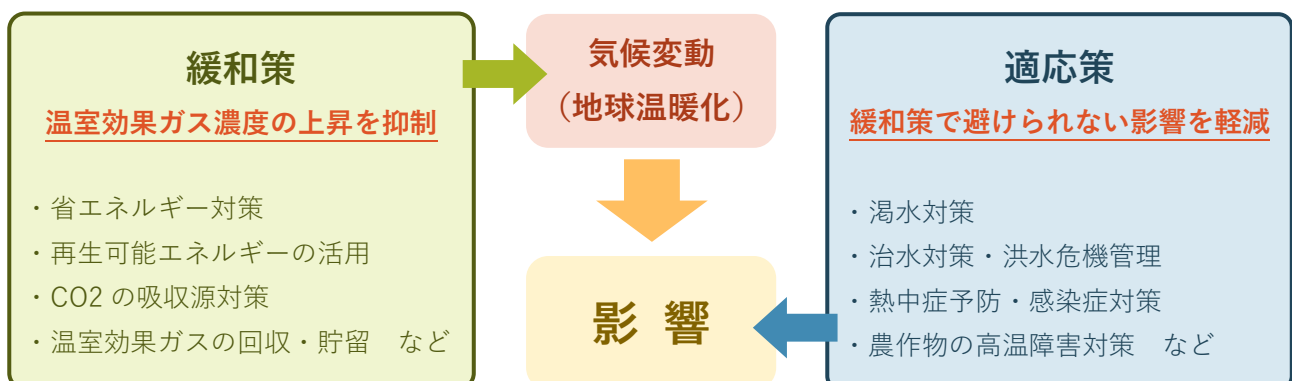 緩和策
温室効果ガス濃度の上昇を抑制
・省エネルギー対策
・再生可能エネルギーの活用
・CO2 の吸収源対策
・温室効果ガスの回収・貯留　など
気候変動
（地球温暖化）
影 響
適応策
緩和策で避けられない影響を軽減
・渇水対策
・治水対策・洪水危機管理
・熱中症予防・感染症対策
・農作物の高温障害対策　など